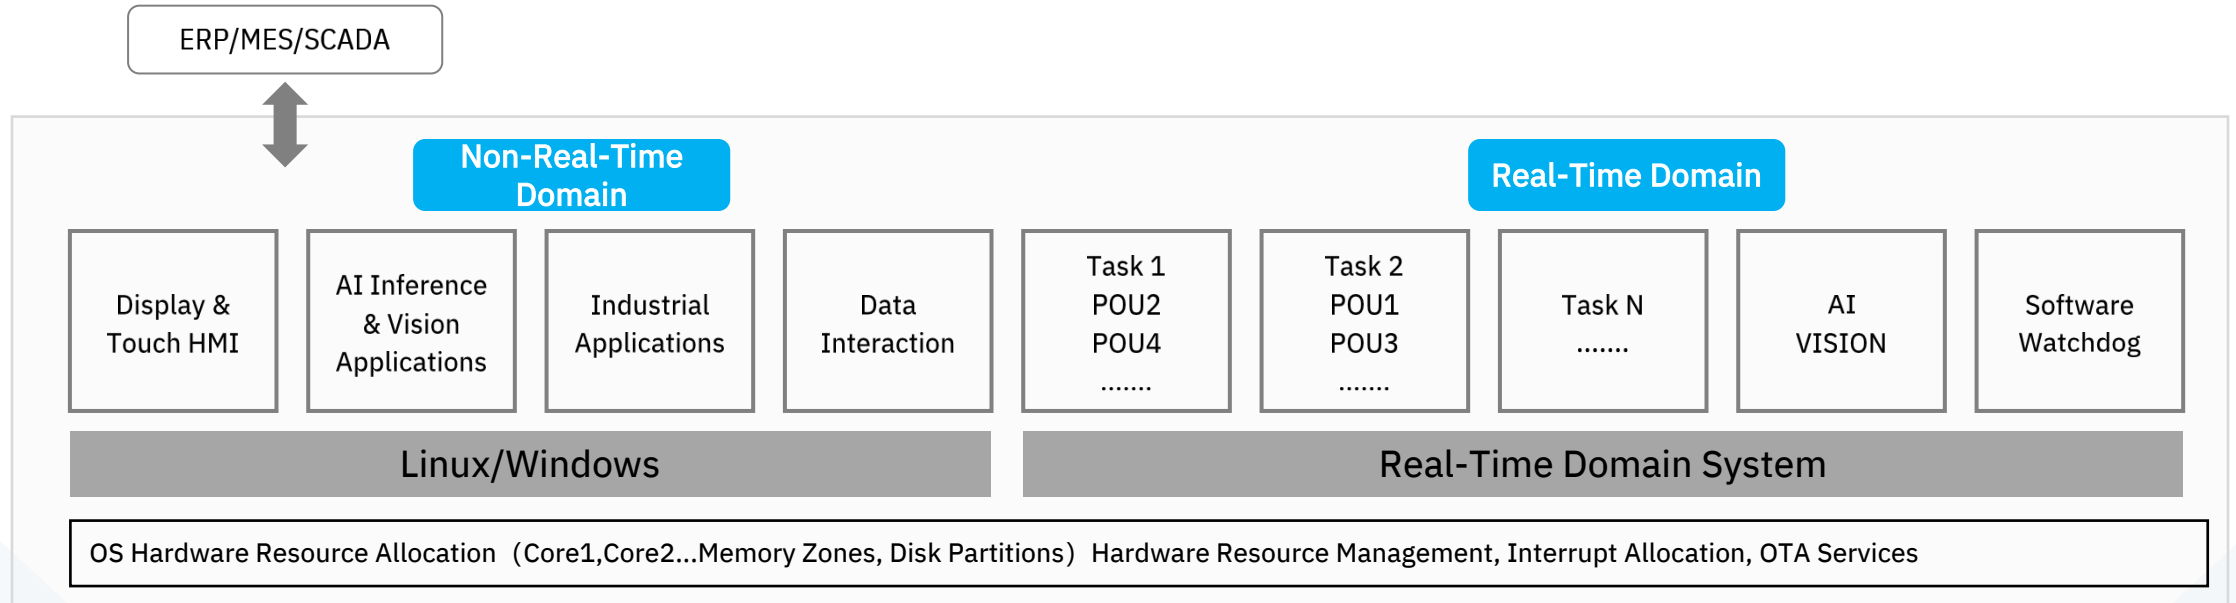 ERP/MES/SCADA
Non-Real-Time
Domain
Real-Time Domain
Display &
Touch HMI
AI Inference
& Vision
Applications
Industrial
Applications
Data
Interaction
Task 1
POU2
POU4
.......
Task 2
POU1
POU3
.......
Task N
.......
AI
VISION
Software
Watchdog
Linux/Windows
Real-Time Domain System
OS Hardware Resource Allocation（Core1,Core2...Memory Zones, Disk Partitions）Hardware Resource Management, Interrupt Allocation, OTA Services